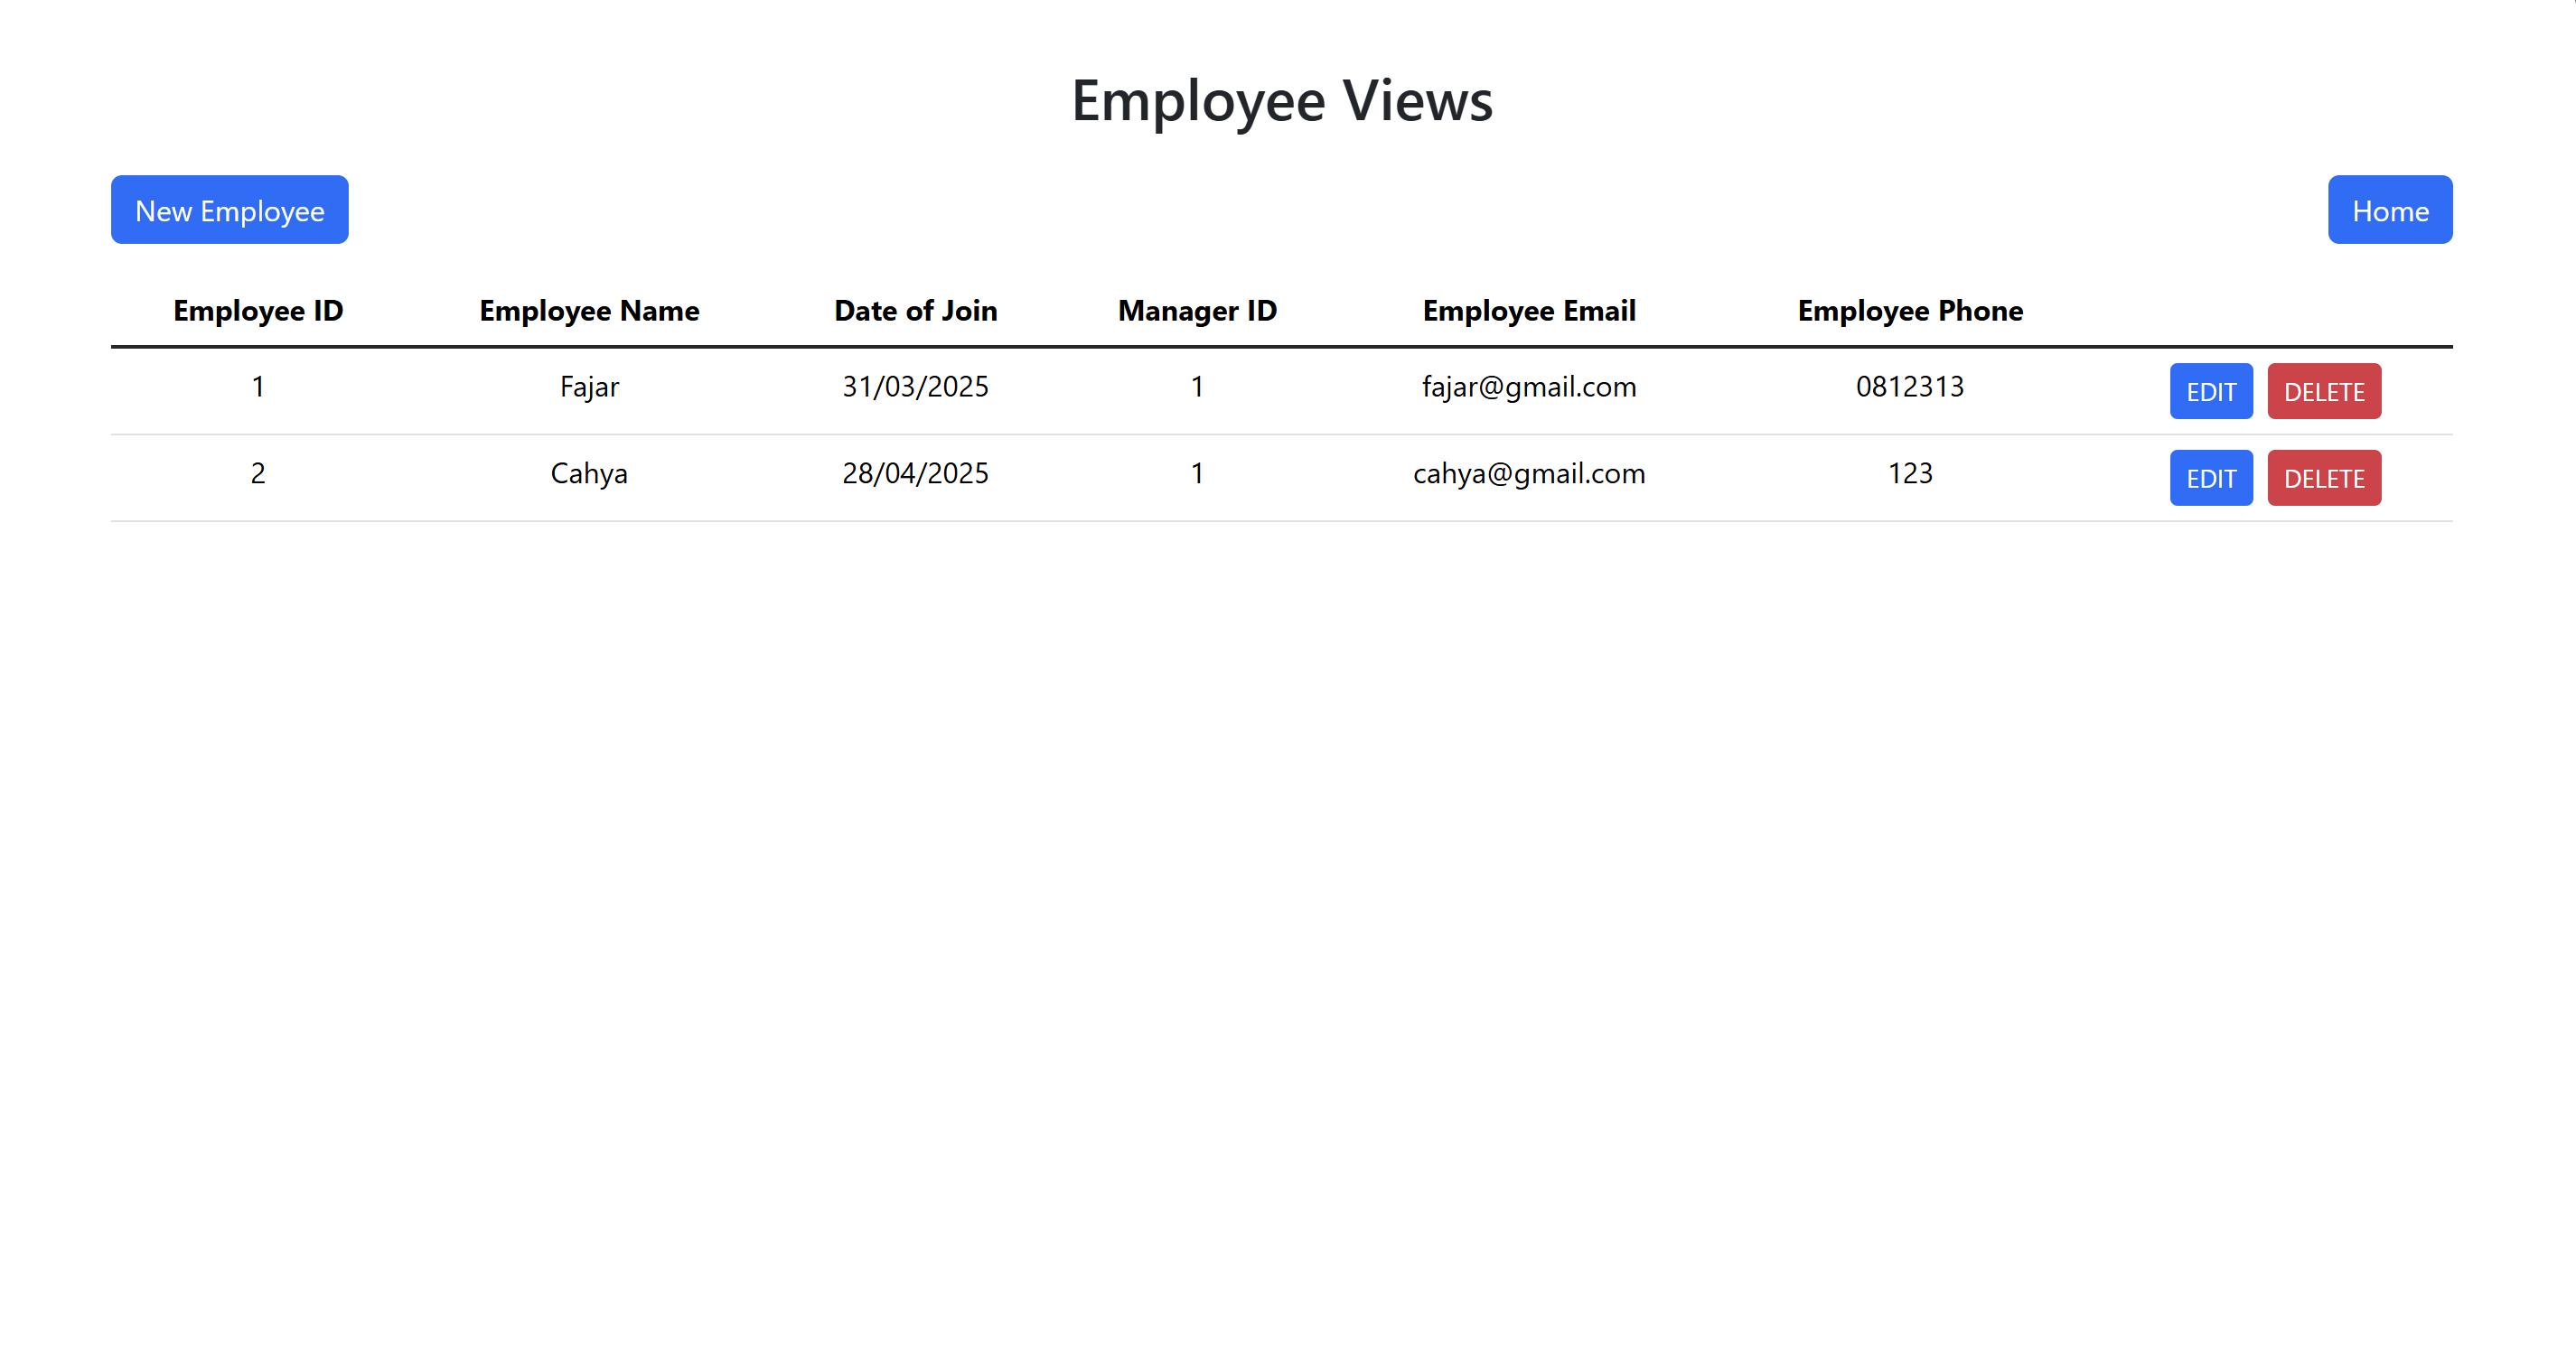 Employee Views
New Employee Home
Employee ID Employee Name Date of Join Manager ID Employee Email Employee Phone
1 Fajar 31/03/2025 1 fajar@gmail.com 0812313 EDIT DELETE
2 Cahya 28/04/2025 1 cahya@gmail.com 123 EDIT DELETE